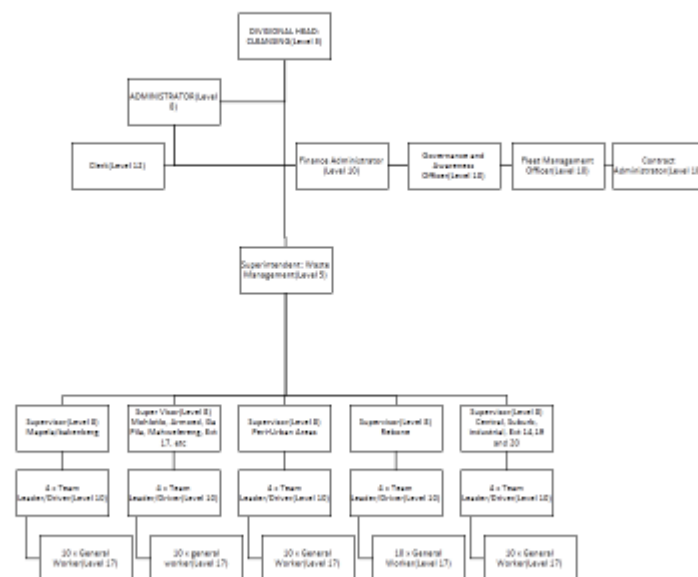 DIVISIONAL HEAD:
CLEANSING(Level 3)
ADMINISTRATOR(Level
8)
Clerk(Level 12)
Finance Administrator
(Level 10)
Governance and
Awareness
Officer(Level 10)
Fleet Management
Officer(Level 10)
Contract
Administrator(Level 10
Superintendent: Waste
Management(Level 5)
Supervisor(Level 8)
Super Visor(Level 8)
Armoed, Ga
Pila, Mahwelereng, Ext
17, etc
Supervisor(Level 8)
Peri-Urban Areas
Supervisor(Level 8)
Rebone
Supervisor(Level 8)
Central, Suburb,
Industrial, Ext 14,19
and 20
4 x Team
Leader/Driver(Level 10)
4 x Team
Leader/Driver(Level 10)
4 x Team
Leader/Driver(Level 10)
4 x Team
Leader/Driver(Level 10)
4 x Team
Leader/Driver(Level 10)
10 x General
Worker(Level 17)
10 x general
worker(Level 17)
10 x General
Worker(Level 17)
10 x General
Worker(Level 17)
10 x General
Worker(Level 17)